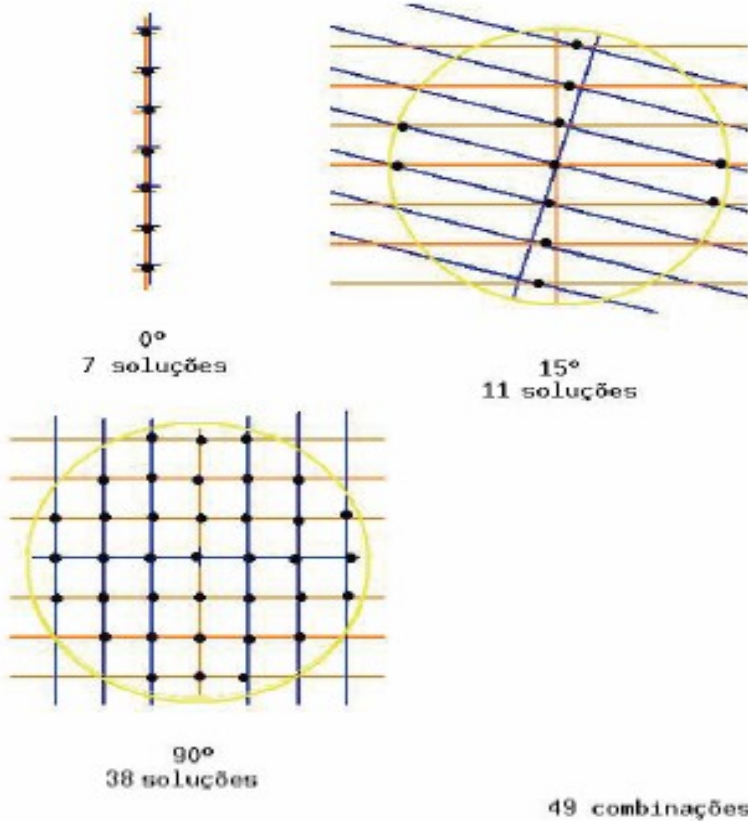 0º
7 soluções
15º
11 soluções
90º
38 soluções
49 combinações